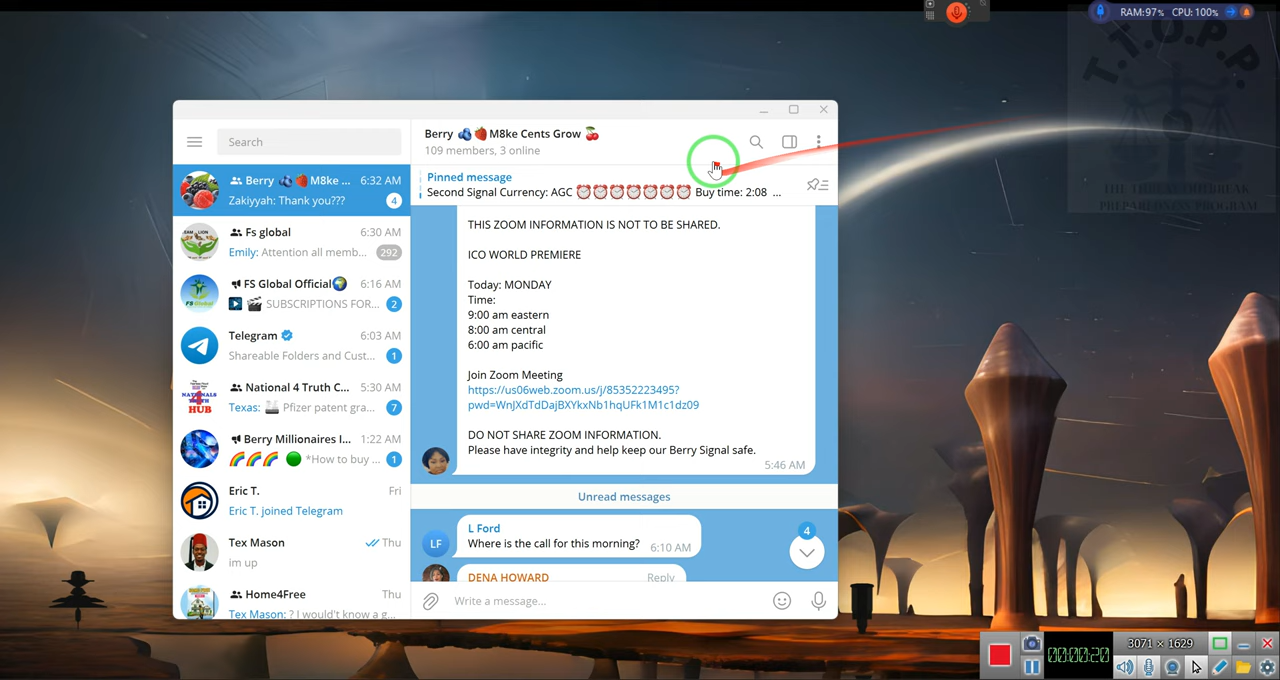 RAM:97% CPU:100%
T.T.O.P.P.
THE THREAT OUTBREAK
PREPAREDNESS PROGRAM
Search
Berry 🫐🍓M8ke ... 6:32 AM
Zakiyyah: Thank you??? 4
Fs global 6:30 AM
Emily: Attention all memb... 292
FS Global Official🌍 6:16 AM
SUBSCRIPTIONS FOR... 2
Telegram 6:03 AM
Shareable Folders and Cust... 1
National 4 Truth C... 5:30 AM
Texas: Pfizer patent gra... 7
Berry Millionaires I... 1:22 AM
🌈🌈🌈 🟢 *How to buy ... 1
Eric T. Fri
Eric T. joined Telegram
Tex Mason Thu
im up
Home4Free Thu
Tex Mason: ? I would't know a g...
Berry 🫐🍓M8ke Cents Grow 🍒
109 members, 3 online
Pinned message
Second Signal Currency: AGC ⏰⏰⏰⏰⏰⏰⏰ Buy time: 2:08 ...
THIS ZOOM INFORMATION IS NOT TO BE SHARED.
ICO WORLD PREMIERE
Today: MONDAY
Time:
9:00 am eastern
8:00 am central
6:00 am pacific
Join Zoom Meeting
https://us06web.zoom.us/j/85352223495?
pwd=WnJXdTdDajBXYkxNb1hqUFk1M1c1dz09
DO NOT SHARE ZOOM INFORMATION.
Please have integrity and help keep our Berry Signal safe.
5:46 AM
Unread messages
4
LF
L Ford
Where is the call for this morning? 6:10 AM
DENA HOWARD Reply
Write a message...
3071 × 1629
00:00:20